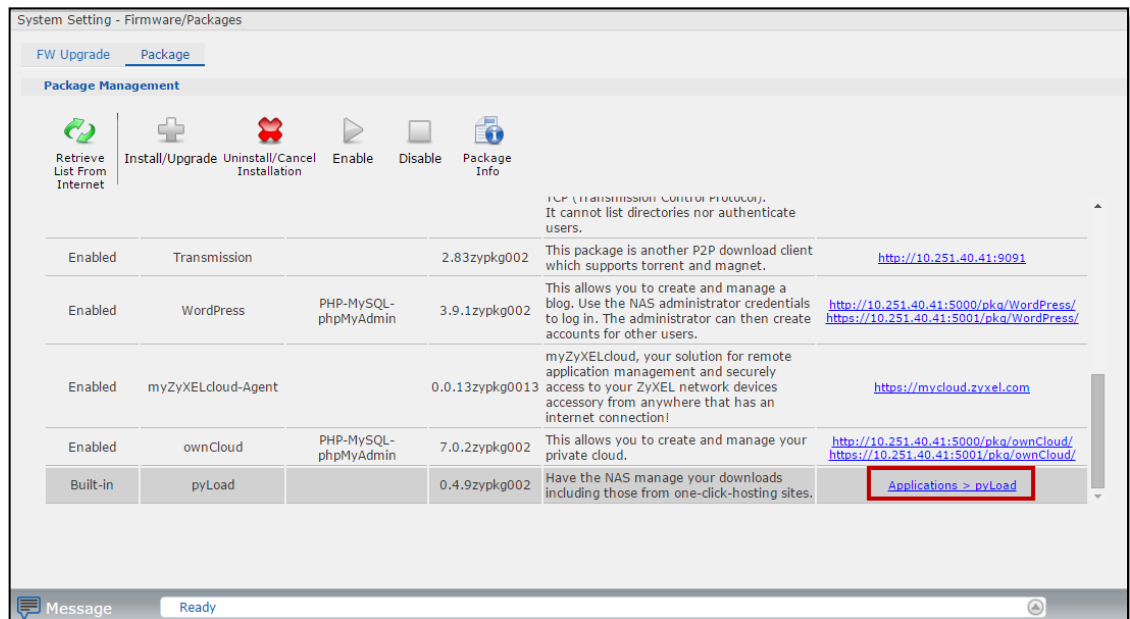 System Setting - Firmware/Packages
FW Upgrade
Package
Package Management
Retrieve
List From
Internet
Install/Upgrade
Uninstall/Cancel
Installation
Enable
Disable
Package
Info
TCP (Transmission Control Protocol).
It cannot list directories nor authenticate
users.
Enabled
Transmission
2.83zypkg002
This package is another P2P download client
which supports torrent and magnet.
http://10.251.40.41:9091
Enabled
WordPress
PHP-MySQL-
phpMyAdmin
3.9.1zypkg002
This allows you to create and manage a
blog. Use the NAS administrator credentials
to log in. The administrator can then create
accounts for other users.
http://10.251.40.41:5000/pkg/WordPress/
https://10.251.40.41:5001/pkg/WordPress/
Enabled
myZyXELcloud-Agent
0.0.13zypkg0013
myZyXELcloud, your solution for remote
application management and securely
access to your ZyXEL network devices
accessory from anywhere that has an
internet connection!
https://mycloud.zyxel.com
Enabled
ownCloud
PHP-MySQL-
phpMyAdmin
7.0.2zypkg002
This allows you to create and manage your
private cloud.
http://10.251.40.41:5000/pkg/ownCloud/
https://10.251.40.41:5001/pkg/ownCloud/
Built-in
pyLoad
0.4.9zypkg002
Have the NAS manage your downloads
including those from one-click-hosting sites.
Applications > pyLoad
Message
Ready